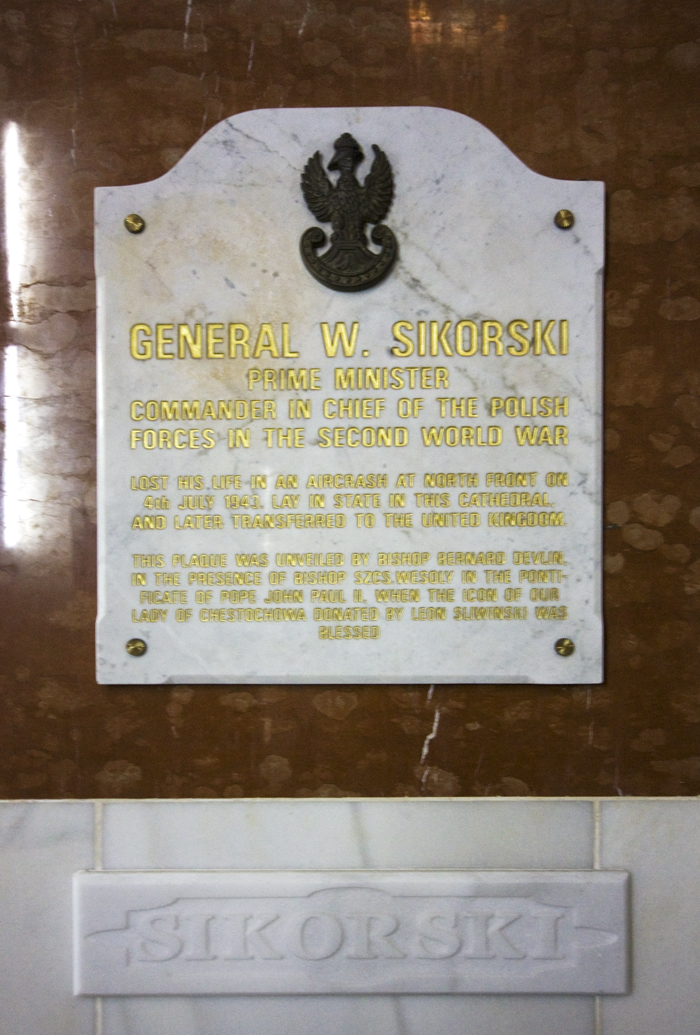 GENERAL W. SIKORSKI
PRIME MINISTER
COMMANDER IN CHIEF OF THE POLISH
FORCES IN THE SECOND WORLD WAR
LOST HIS LIFE IN AN AIRCRASH AT NORTH FRONT ON
4th JULY 1943. LAY IN STATE IN THIS CATHEDRAL,
AND LATER TRANSFERRED TO THE UNITED KINGDOM.
THIS PLAQUE WAS UNVEILED BY BISHOP BERNARD DEVLIN,
IN THE PRESENCE OF BISHOP SZCS.WESOLY IN THE PONTI-
FICATE OF POPE JOHN PAUL II, WHEN THE ICON OF OUR
LADY OF CHESTOCHOWA DONATED BY LEON SLIWINSKI WAS
BLESSED
SIKORSKI